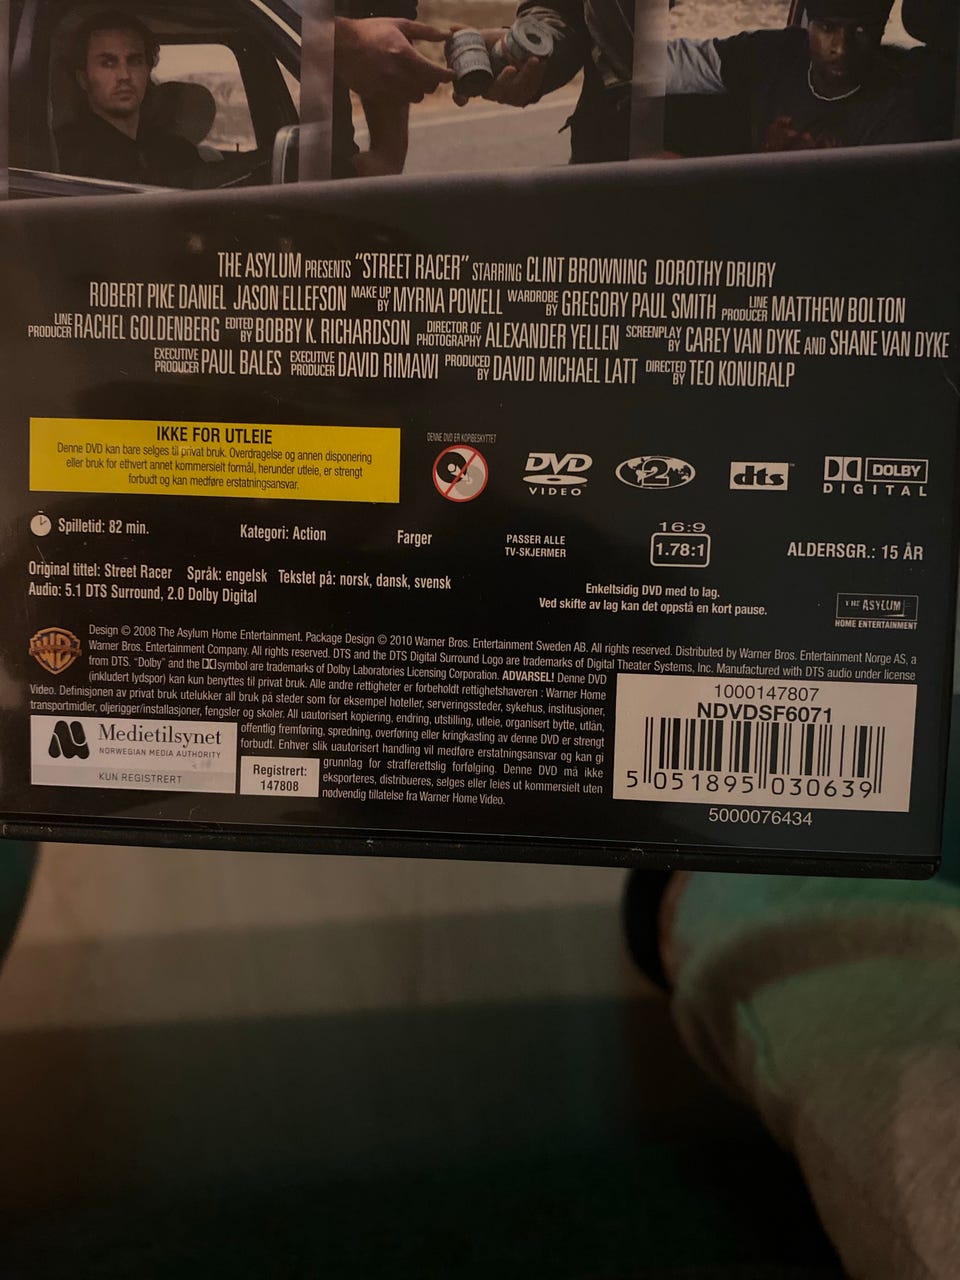 THE ASYLUM PRESENTS "STREET RACER" STARRING CLINT BROWNING DOROTHY DRURY
ROBERT PIKE DANIEL JASON ELLEFSON MAKE UP BY MYRNA POWELL WARDROBE BY GREGORY PAUL SMITH LINE PRODUCER MATTHEW BOLTON
LINE PRODUCER RACHEL GOLDENBERG EDITED BY BOBBY K. RICHARDSON DIRECTOR OF PHOTOGRAPHY ALEXANDER YELLEN SCREENPLAY BY CAREY VAN DYKE AND SHANE VAN DYKE
EXECUTIVE PRODUCER PAUL BALES EXECUTIVE PRODUCER DAVID RIMAWI PRODUCED BY DAVID MICHAEL LATT DIRECTED BY TEO KONURALP
IKKE FOR UTLEIE
Denne DVD kan bare selges til privat bruk. Overdragelse og annen disponering
eller bruk for ethvert annet kommersielt formål, herunder utleie, er strengt
forbudt og kan medføre erstatningsansvar.
DENNE DVD ER KOPIBESKYTTET
DVD
VIDEO
2
dts
DOLBY
DIGITAL
Spilletid: 82 min.
Kategori: Action
Farger
PASSER ALLE
TV-SKJERMER
16:9
1.78:1
ALDERSGR.: 15 ÅR
Original tittel: Street Racer Språk: engelsk Tekstet på: norsk, dansk, svensk
Audio: 5.1 DTS Surround, 2.0 Dolby Digital
Enkeltsidig DVD med to lag.
Ved skifte av lag kan det oppstå en kort pause.
THE ASYLUM
HOME ENTERTAINMENT
WB
Design © 2008 The Asylum Home Entertainment. Package Design © 2010 Warner Bros. Entertainment Sweden AB. All rights reserved. Distributed by Warner Bros. Entertainment Norge AS, a
Warner Bros. Entertainment Company. All rights reserved. DTS and the DTS Digital Surround Logo are trademarks of Digital Theater Systems, Inc. Manufactured with DTS audio under license
from DTS. "Dolby" and the symbol are trademarks of Dolby Laboratories Licensing Corporation. ADVARSEL! Denne DVD
(inkludert lydspor) kan kun benyttes til privat bruk. Alle andre rettigheter er forbeholdt rettighetshaveren : Warner Home
Video. Definisjonen av privat bruk utelukker all bruk på steder som for eksempel hoteller, serveringssteder, sykehus, institusjoner,
transportmidler, oljerigger/installasjoner, fengsler og skoler. All uautorisert kopiering, endring, utstilling, utleie, organisert bytte, utlån,
offentlig fremføring, spredning, overføring eller kringkasting av denne DVD er strengt
forbudt. Enhver slik uautorisert handling vil medføre erstatningsansvar og kan gi
grunnlag for strafferettslig forfølging. Denne DVD må ikke
eksporteres, distribueres, selges eller leies ut kommersielt uten
nødvendig tillatelse fra Warner Home Video.
Medietilsynet
NORWEGIAN MEDIA AUTHORITY
KUN REGISTRERT
Registrert:
147808
1000147807
NDVDSF6071
5 051895 030639
5000076434